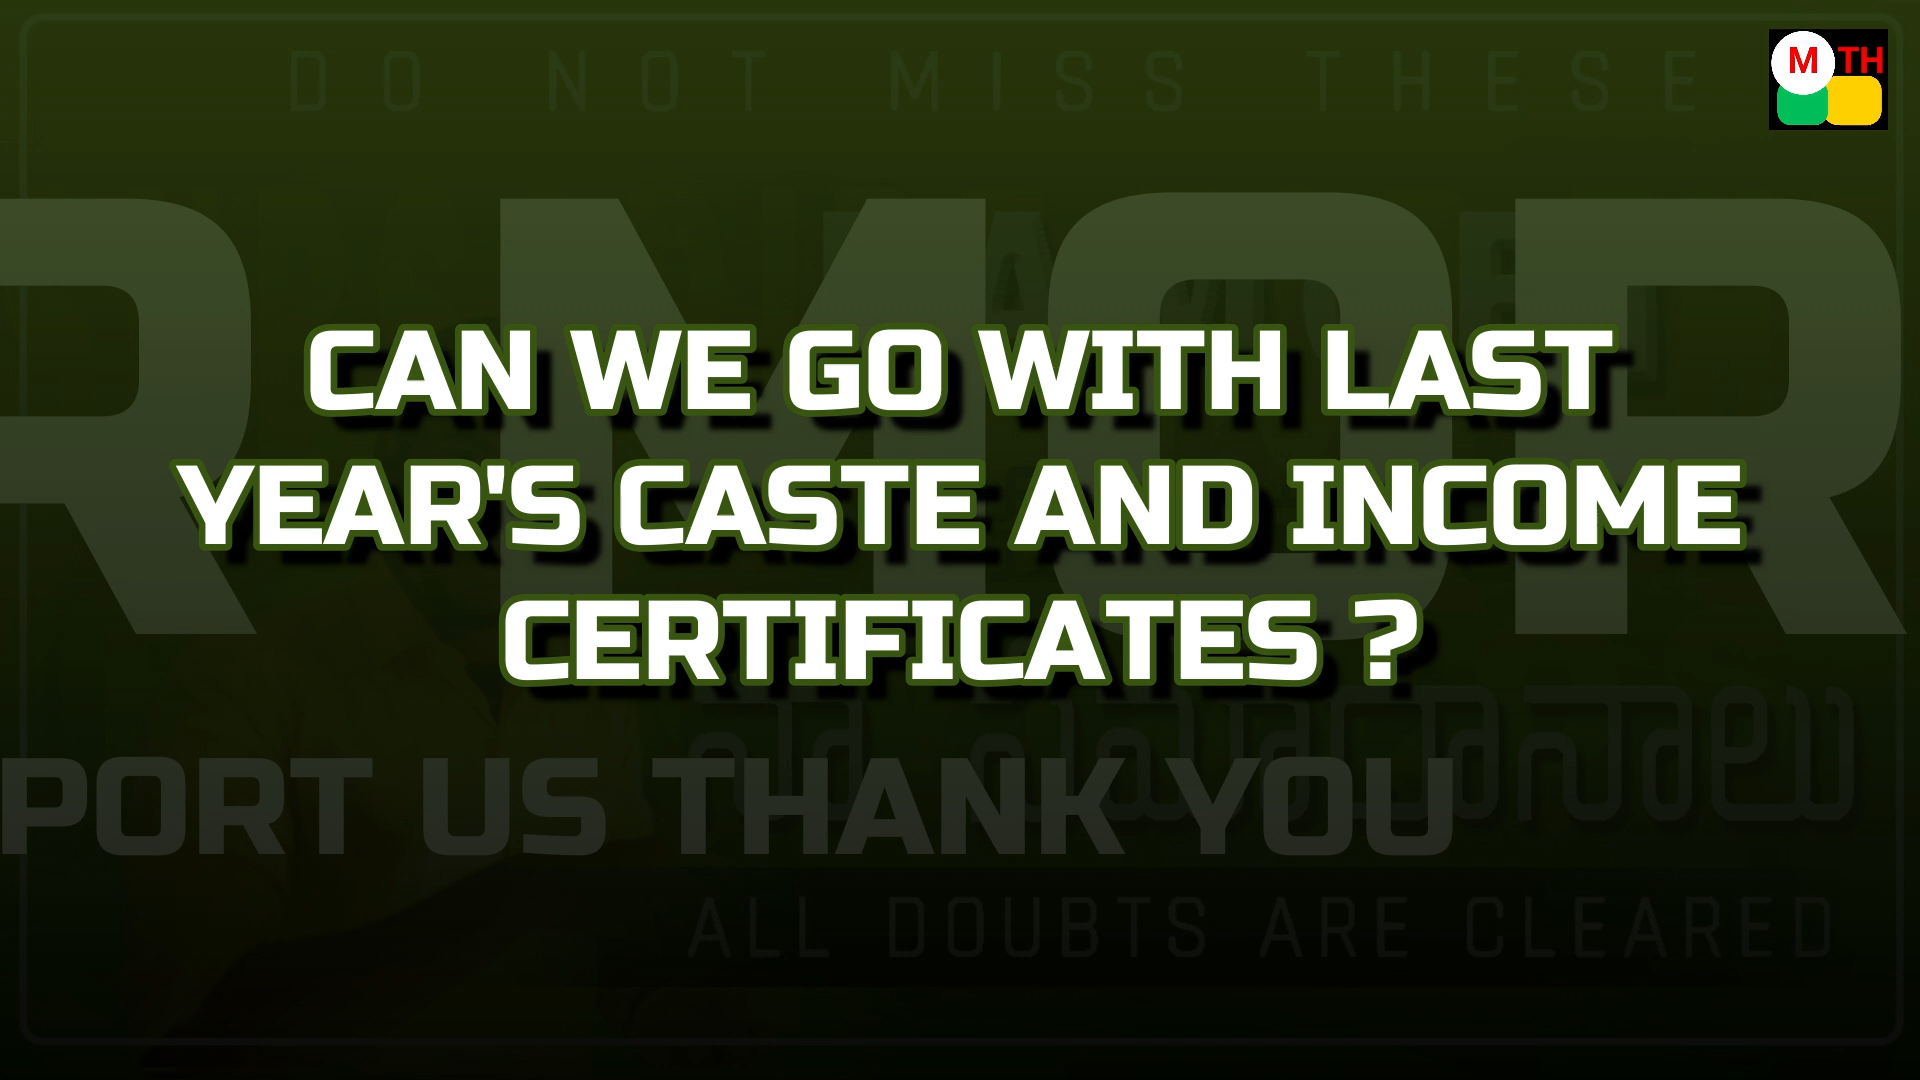 DO NOT MISS THESE
M TH
R MOR
CAN WE GO WITH LAST
YEAR'S CASTE AND INCOME
CERTIFICATES ?
PORT US THANK YOU
ALL DOUBTS ARE CLEARED